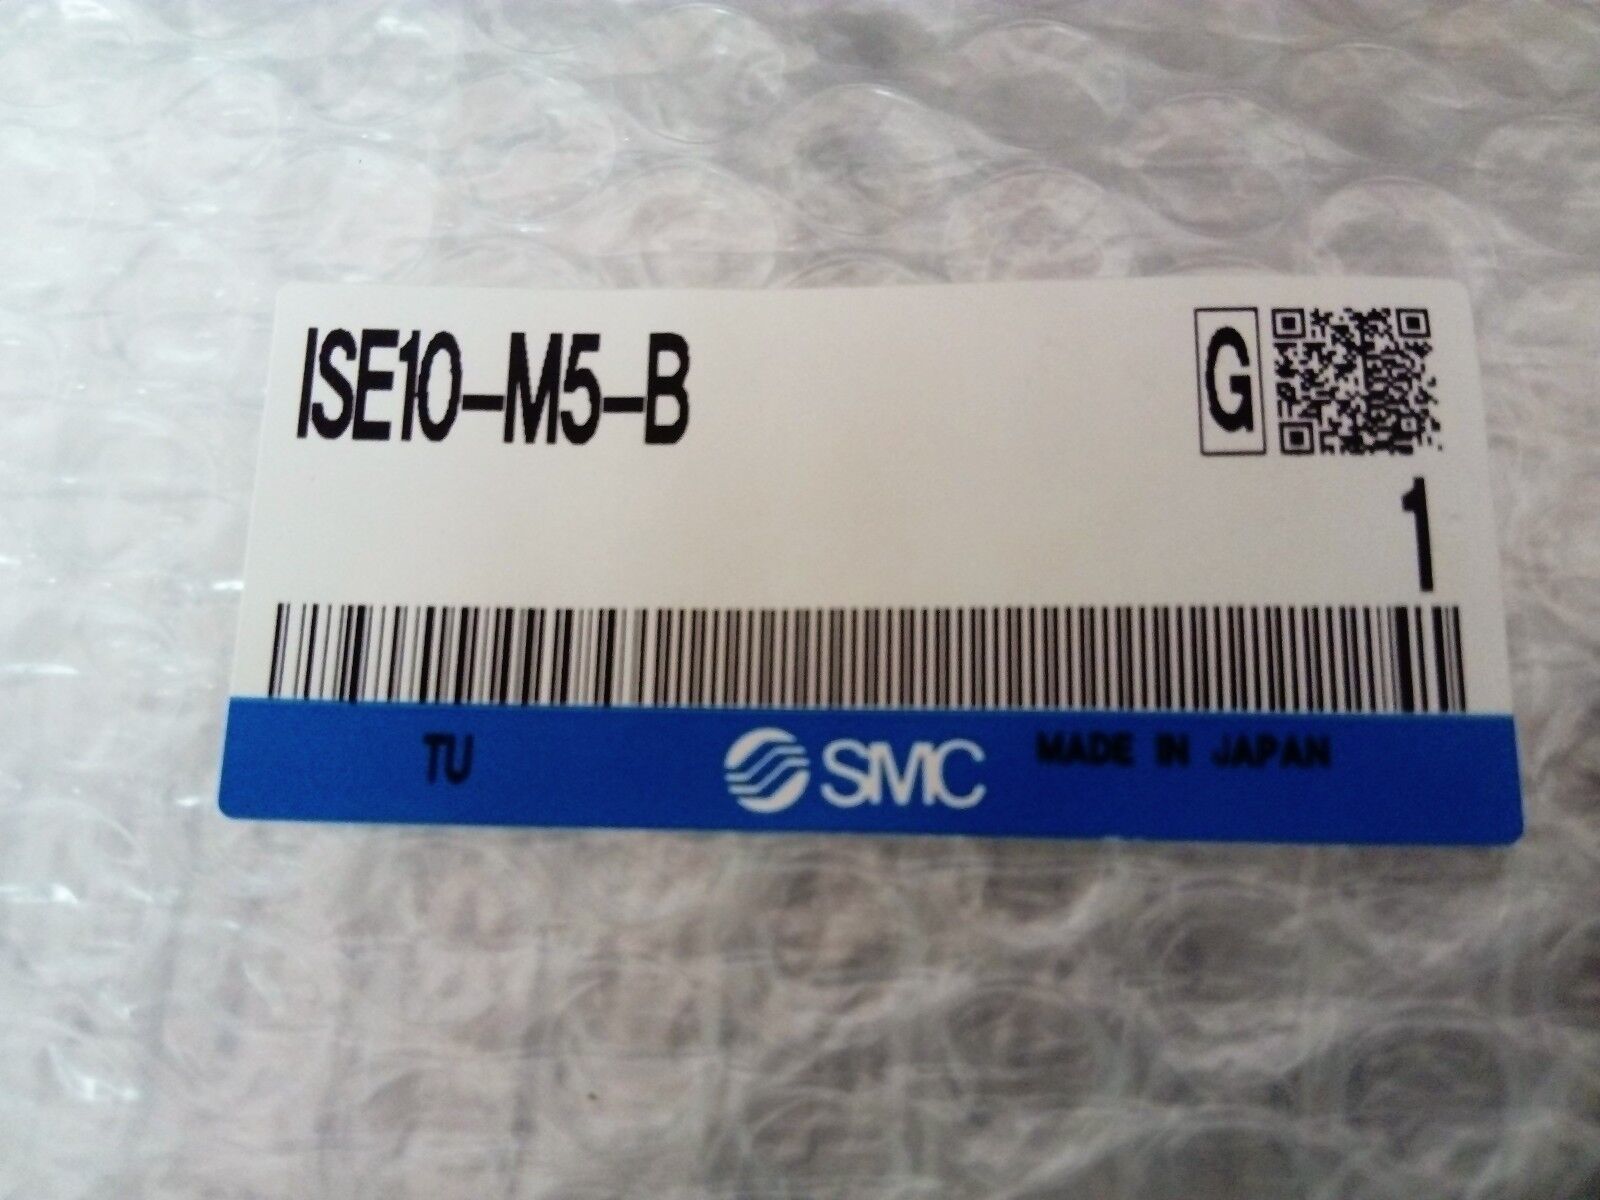 ISE10-M5-B
G
1
TU SMC MADE IN JAPAN